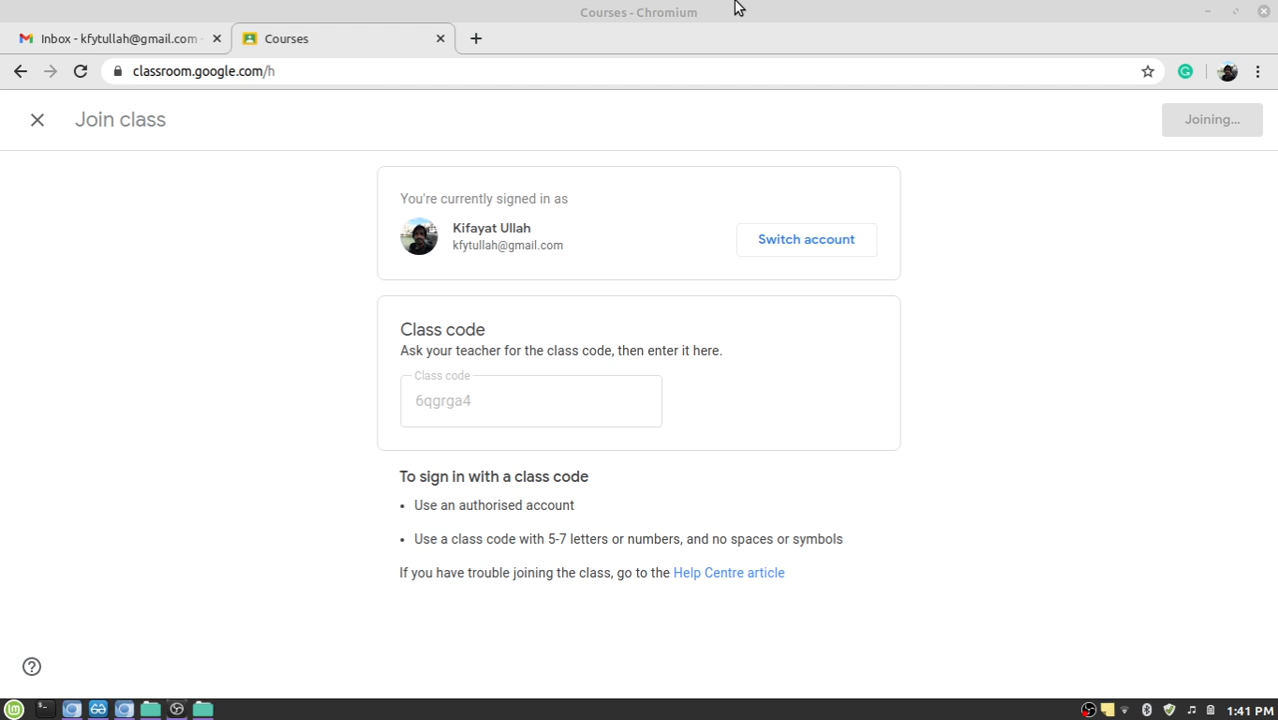 Courses - Chromium
Inbox - kfytullah@gmail.com -
Courses
classroom.google.com/h
Join class
Joining...
You're currently signed in as
Kifayat Ullah
kfytullah@gmail.com
Switch account
Class code
Ask your teacher for the class code, then enter it here.
Class code
6qgrga4
To sign in with a class code
• Use an authorised account
• Use a class code with 5-7 letters or numbers, and no spaces or symbols
If you have trouble joining the class, go to the Help Centre article
1:41 PM